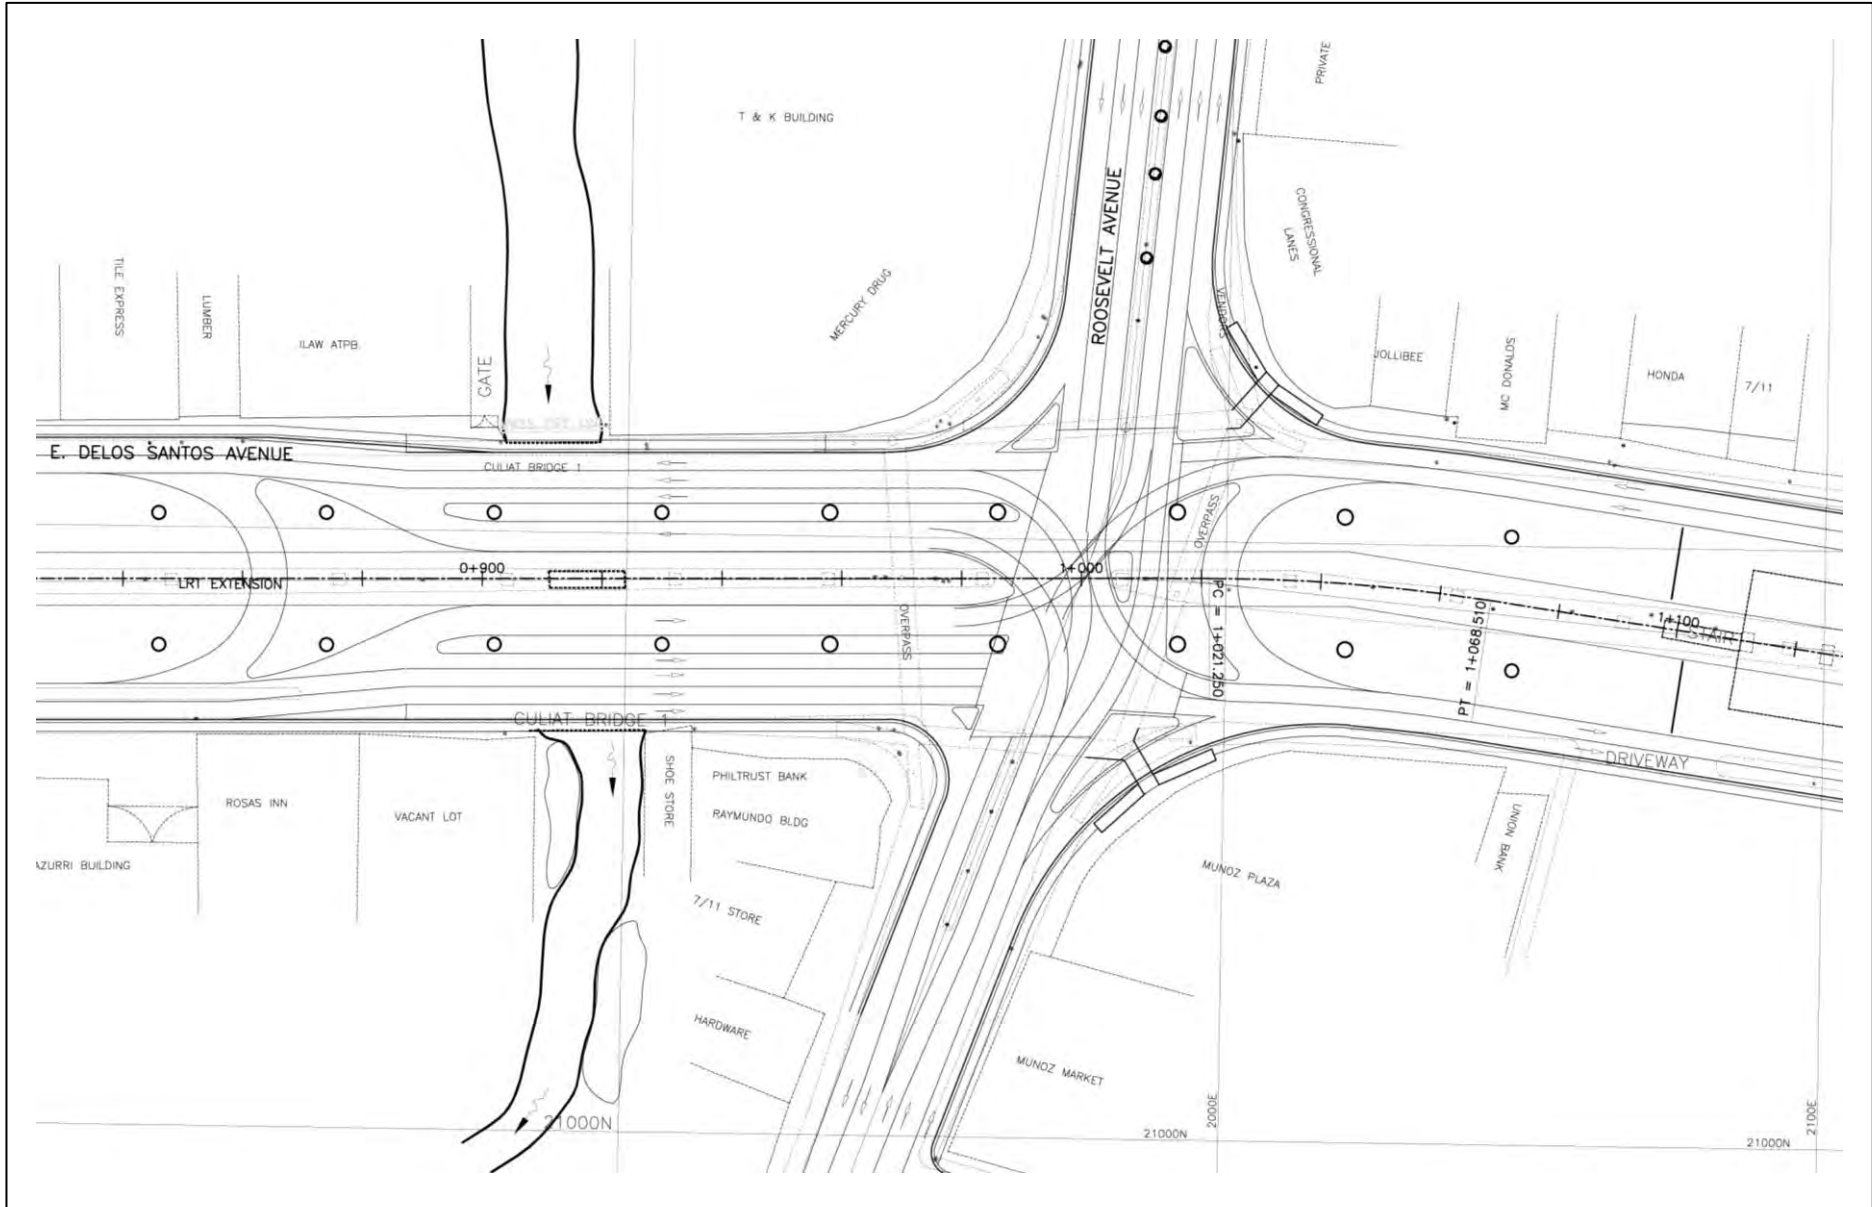 PRIVATE
T & K BUILDING
ROOSEVELT AVENUE
CONGRESSIONAL
LANES
VENDORS
MERCURY DRUG
TILE EXPRESS
LUMBER
ILAW ATPB.
GATE
JOLLIBEE
MC DONALDS
HONDA
7/11
E. DELOS SANTOS AVENUE
CULIAT BRIDGE 1
OVERPASS
LRT EXTENSION
0+900
1+000
OVERPASS
PC = 1+021.250
PT = 1+068.510
1+100
STAIR
CULIAT BRIDGE 1
DRIVEWAY
SHOE STORE
PHILTRUST BANK
RAYMUNDO BLDG
ROSAS INN
VACANT LOT
AZURRI BUILDING
UNION BANK
MUNOZ PLAZA
7/11 STORE
HARDWARE
MUNOZ MARKET
21000N
21000N
2000E
21000N
2100E